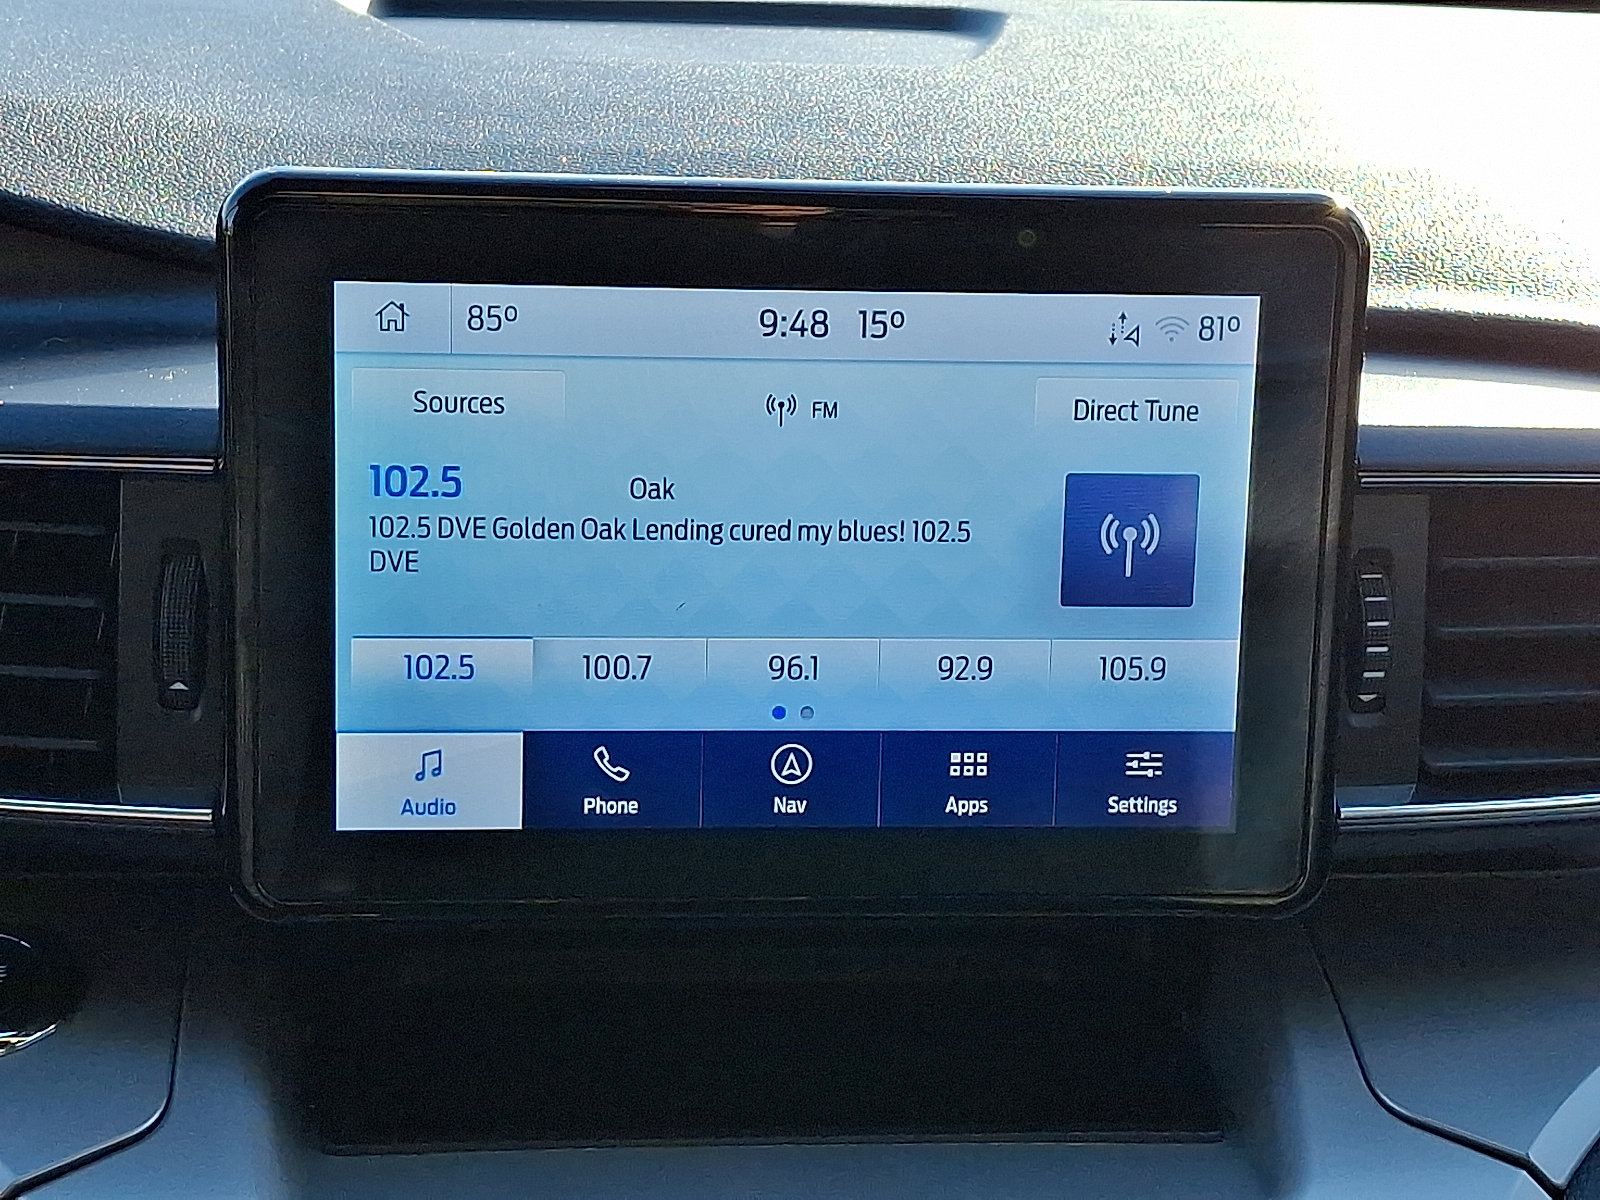 85º 9:48 15º 81º
Sources FM Direct Tune
102.5 Oak
102.5 DVE Golden Oak Lending cured my blues! 102.5
DVE
102.5 100.7 96.1 92.9 105.9
Audio Phone Nav Apps Settings